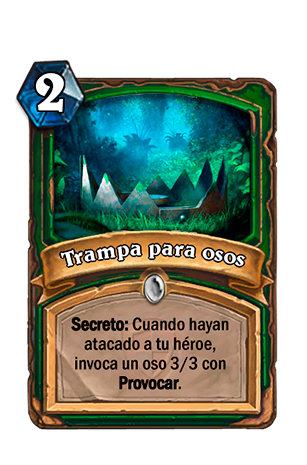 2
Trampa para osos
Secreto: Cuando hayan
atacado a tu héroe,
invoca un oso 3/3 con
Provocar.